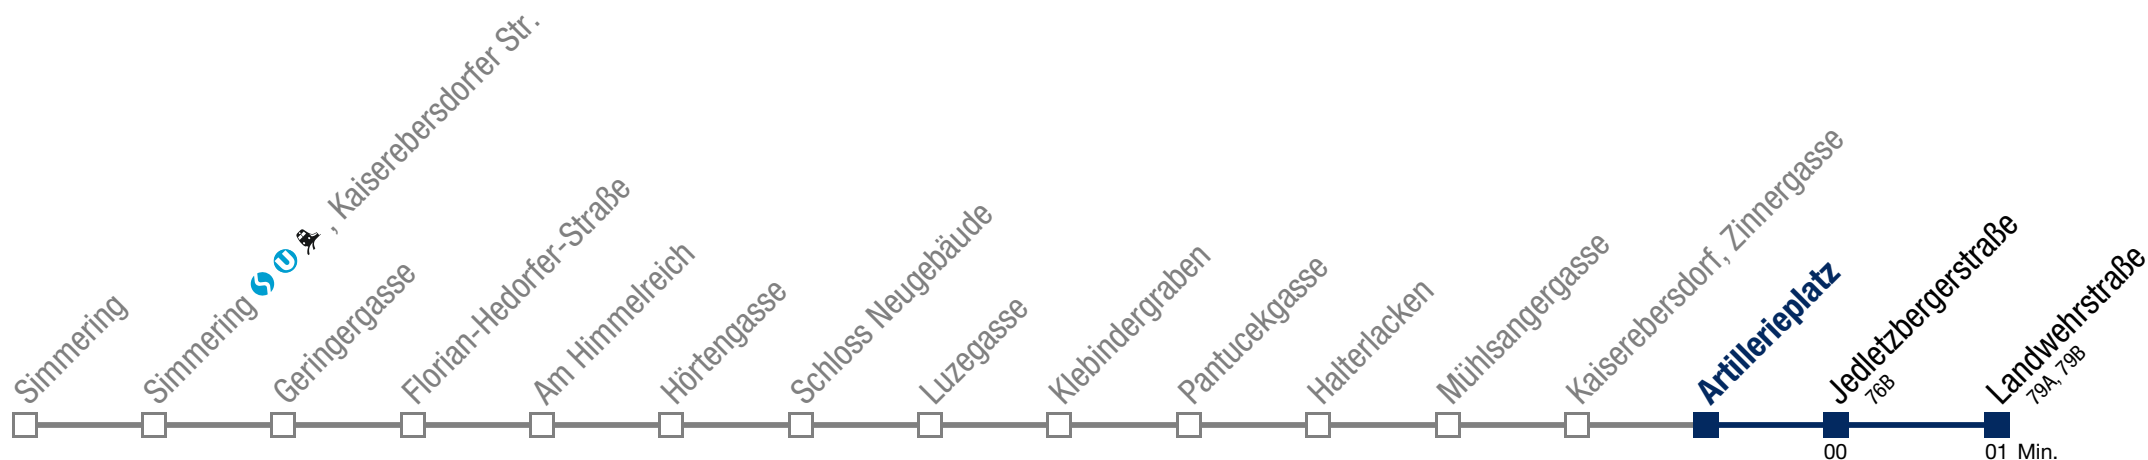 Simmering
Simmering S U , Kaiserebersdorfer Str.
Geringergasse
Florian-Hedorfer-Straße
Am Himmelreich
Hörtengasse
Schloss Neugebäude
Luzegasse
Klebindergraben
Pantucekgasse
Halterlacken
Mühlsangergasse
Kaiserebersdorf, Zinnergasse
Artillerieplatz
Jedletzbergerstraße
76B
Landwehrstraße
79A, 79B
00
01 Min.